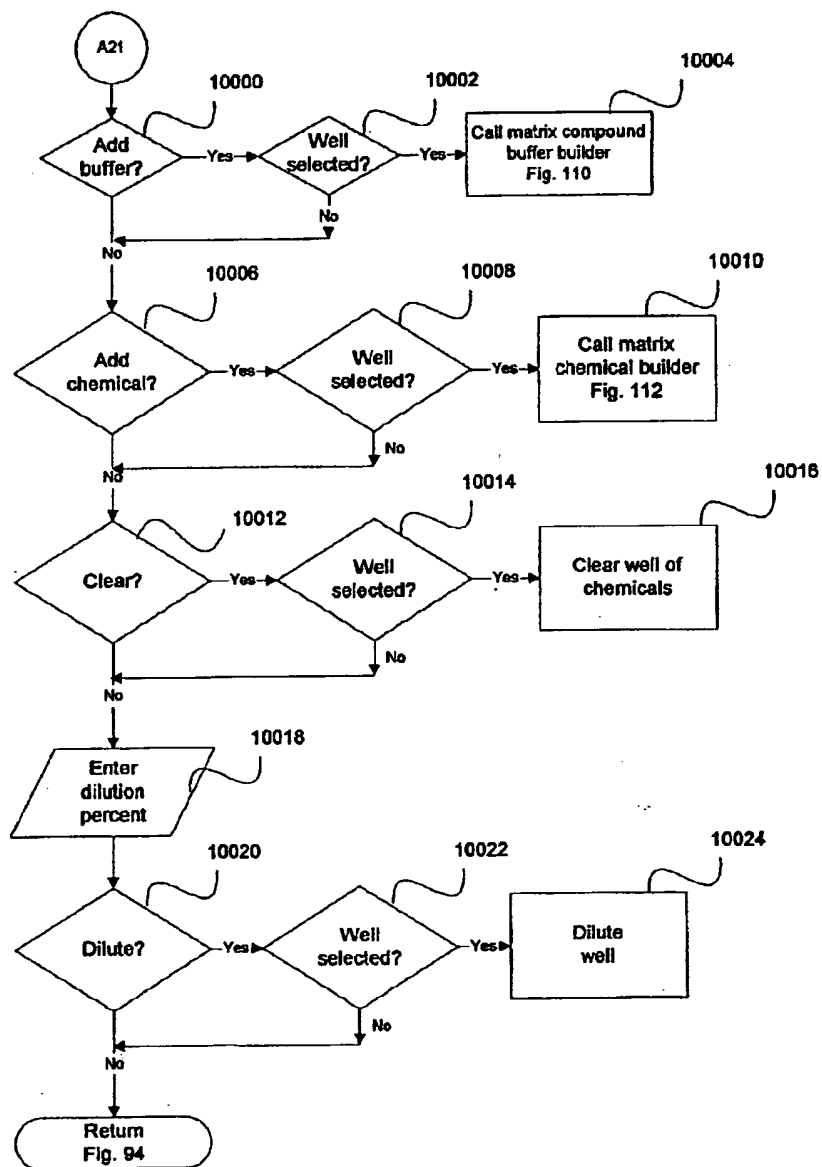 A21
10000
10002
10004
Add
buffer?
Yes
Well
selected?
Yes
Call matrix compound
buffer builder
Fig. 110
No
No
10006
10008
10010
Add
chemical?
Yes
Well
selected?
Yes
Call matrix
chemical builder
Fig. 112
No
No
10012
10014
10016
Clear?
Yes
Well
selected?
Yes
Clear well of
chemicals
No
No
10018
Enter
dilution
percent
10020
10022
10024
Dilute?
Yes
Well
selected?
Yes
Dilute
well
No
No
Return
Fig. 94